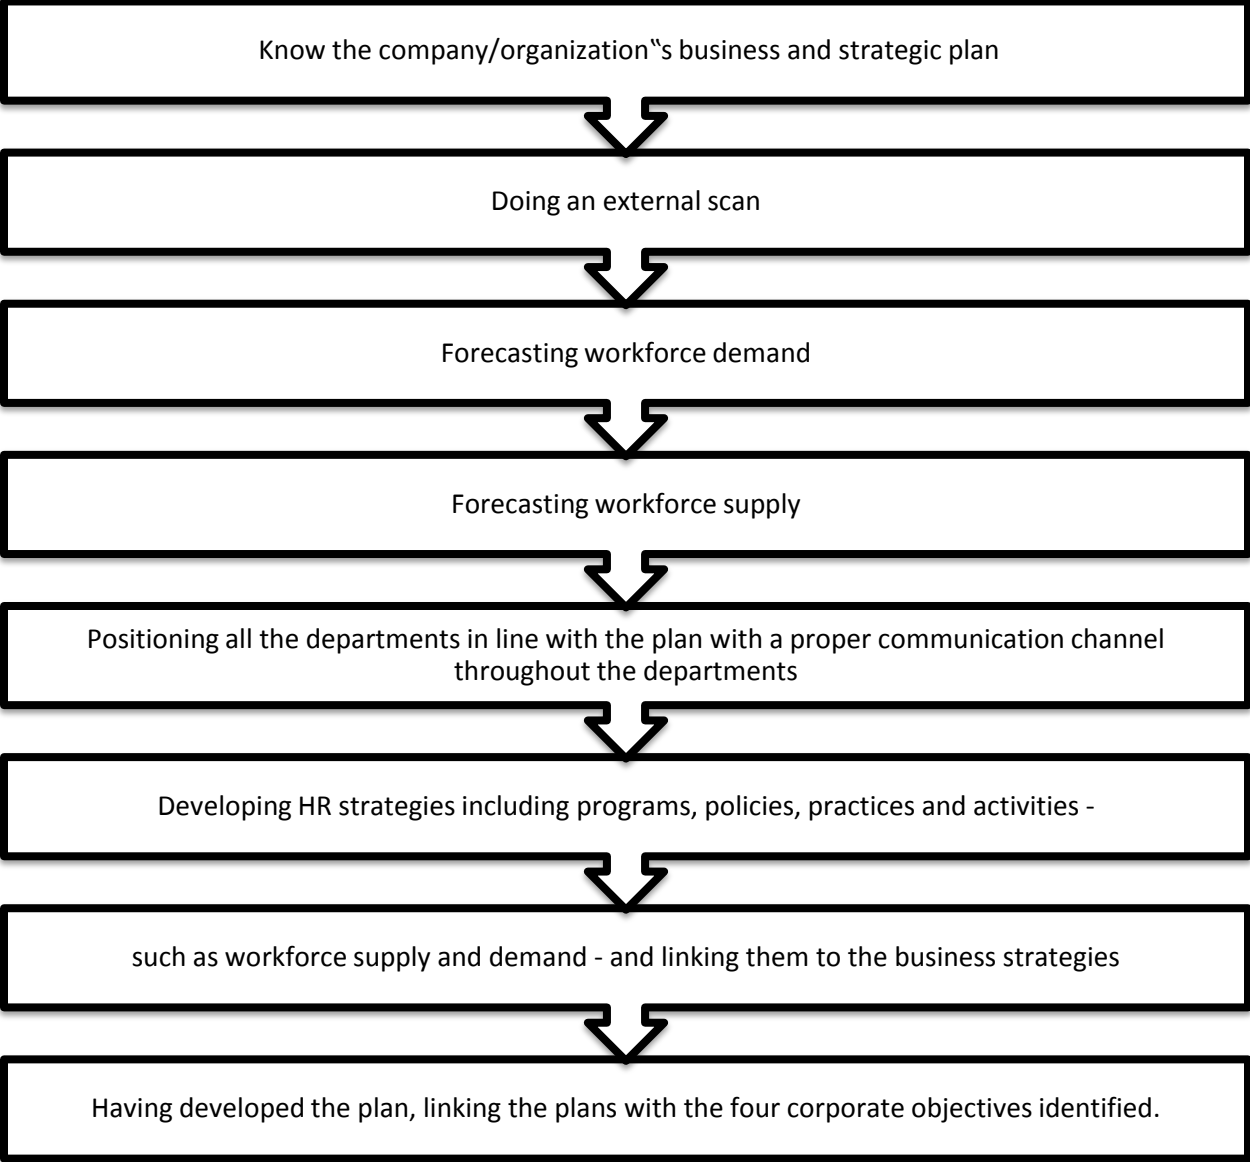 Know the company/organization‟s business and strategic plan
Doing an external scan
Forecasting workforce demand
Forecasting workforce supply
Positioning all the departments in line with the plan with a proper communication channel
throughout the departments
Developing HR strategies including programs, policies, practices and activities -
such as workforce supply and demand - and linking them to the business strategies
Having developed the plan, linking the plans with the four corporate objectives identified.